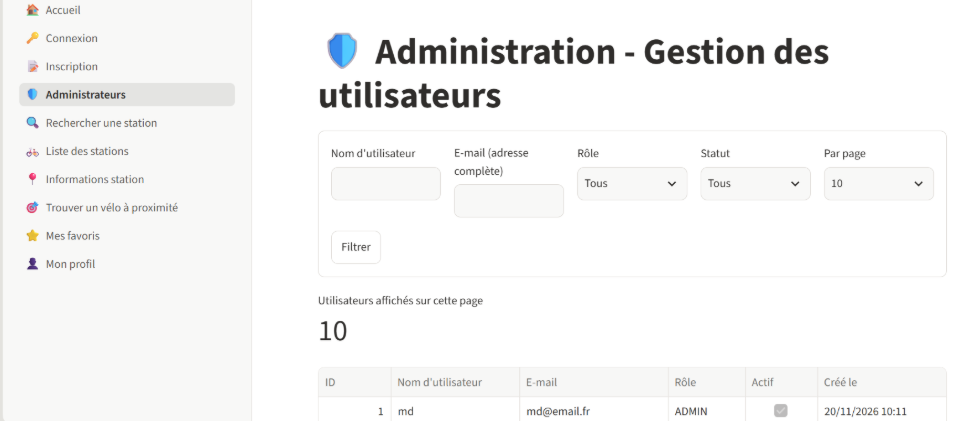 Accueil
Connexion
Inscription
Administrateurs
Rechercher une station
Liste des stations
Informations station
Trouver un vélo à proximité
Mes favoris
Mon profil
Administration - Gestion des
utilisateurs
Nom d'utilisateur
E-mail (adresse
complète)
Rôle
Statut
Par page
Tous
Tous
10
Filtrer
Utilisateurs affichés sur cette page
10
ID Nom d'utilisateur E-mail Rôle Actif Créé le
1 md md@email.fr ADMIN 20/11/2026 10:11